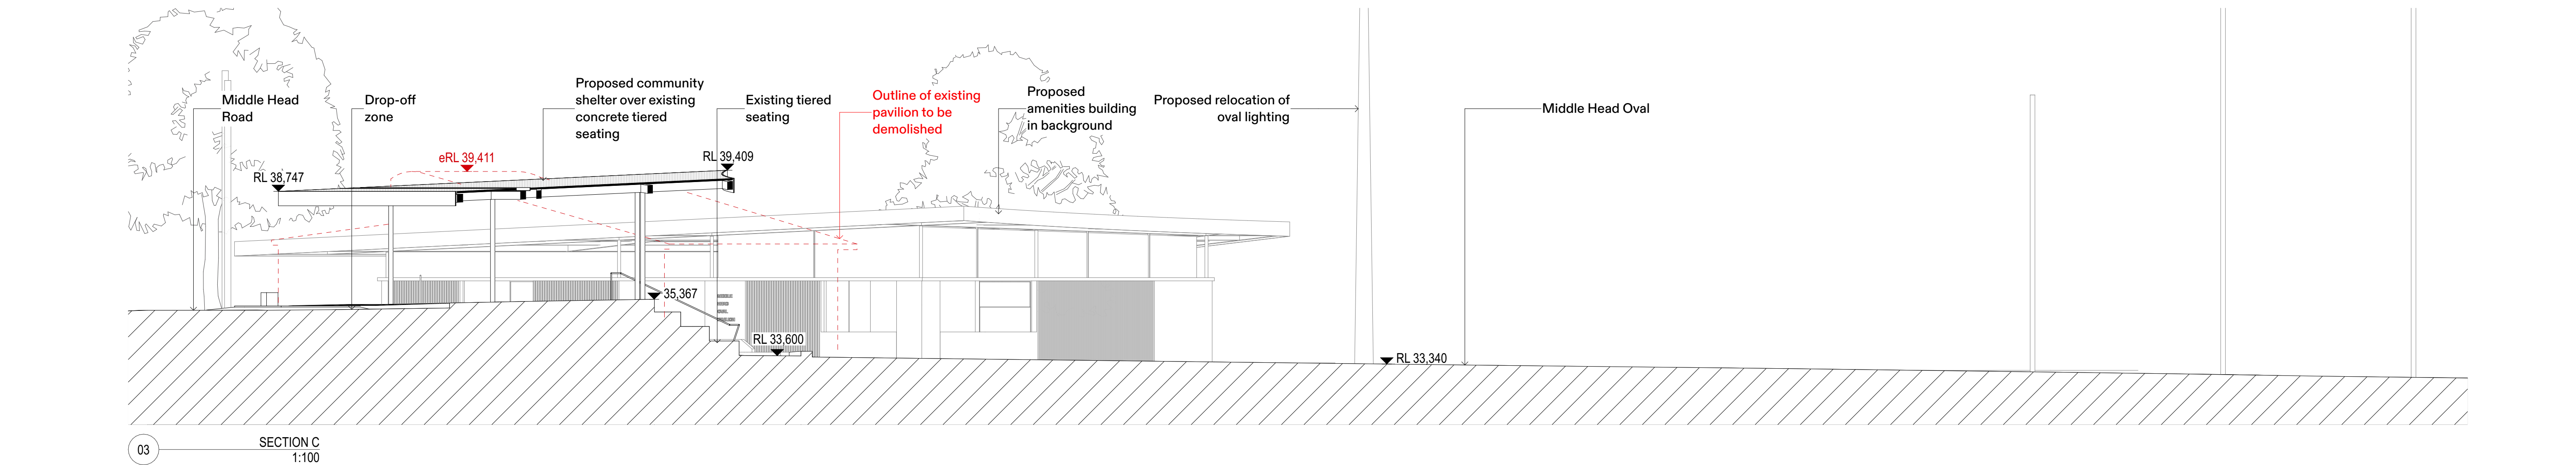 Middle Head
Road
Drop-off
zone
Proposed community
shelter over existing
concrete tiered
seating
Existing tiered
seating
Outline of existing
pavilion to be
demolished
Proposed
amenities building
in background
Proposed relocation of
oval lighting
Middle Head Oval
eRL 39,411
RL 39,409
RL 38,747
35,367
RL 33,600
RL 33,340
03
SECTION C
1:100